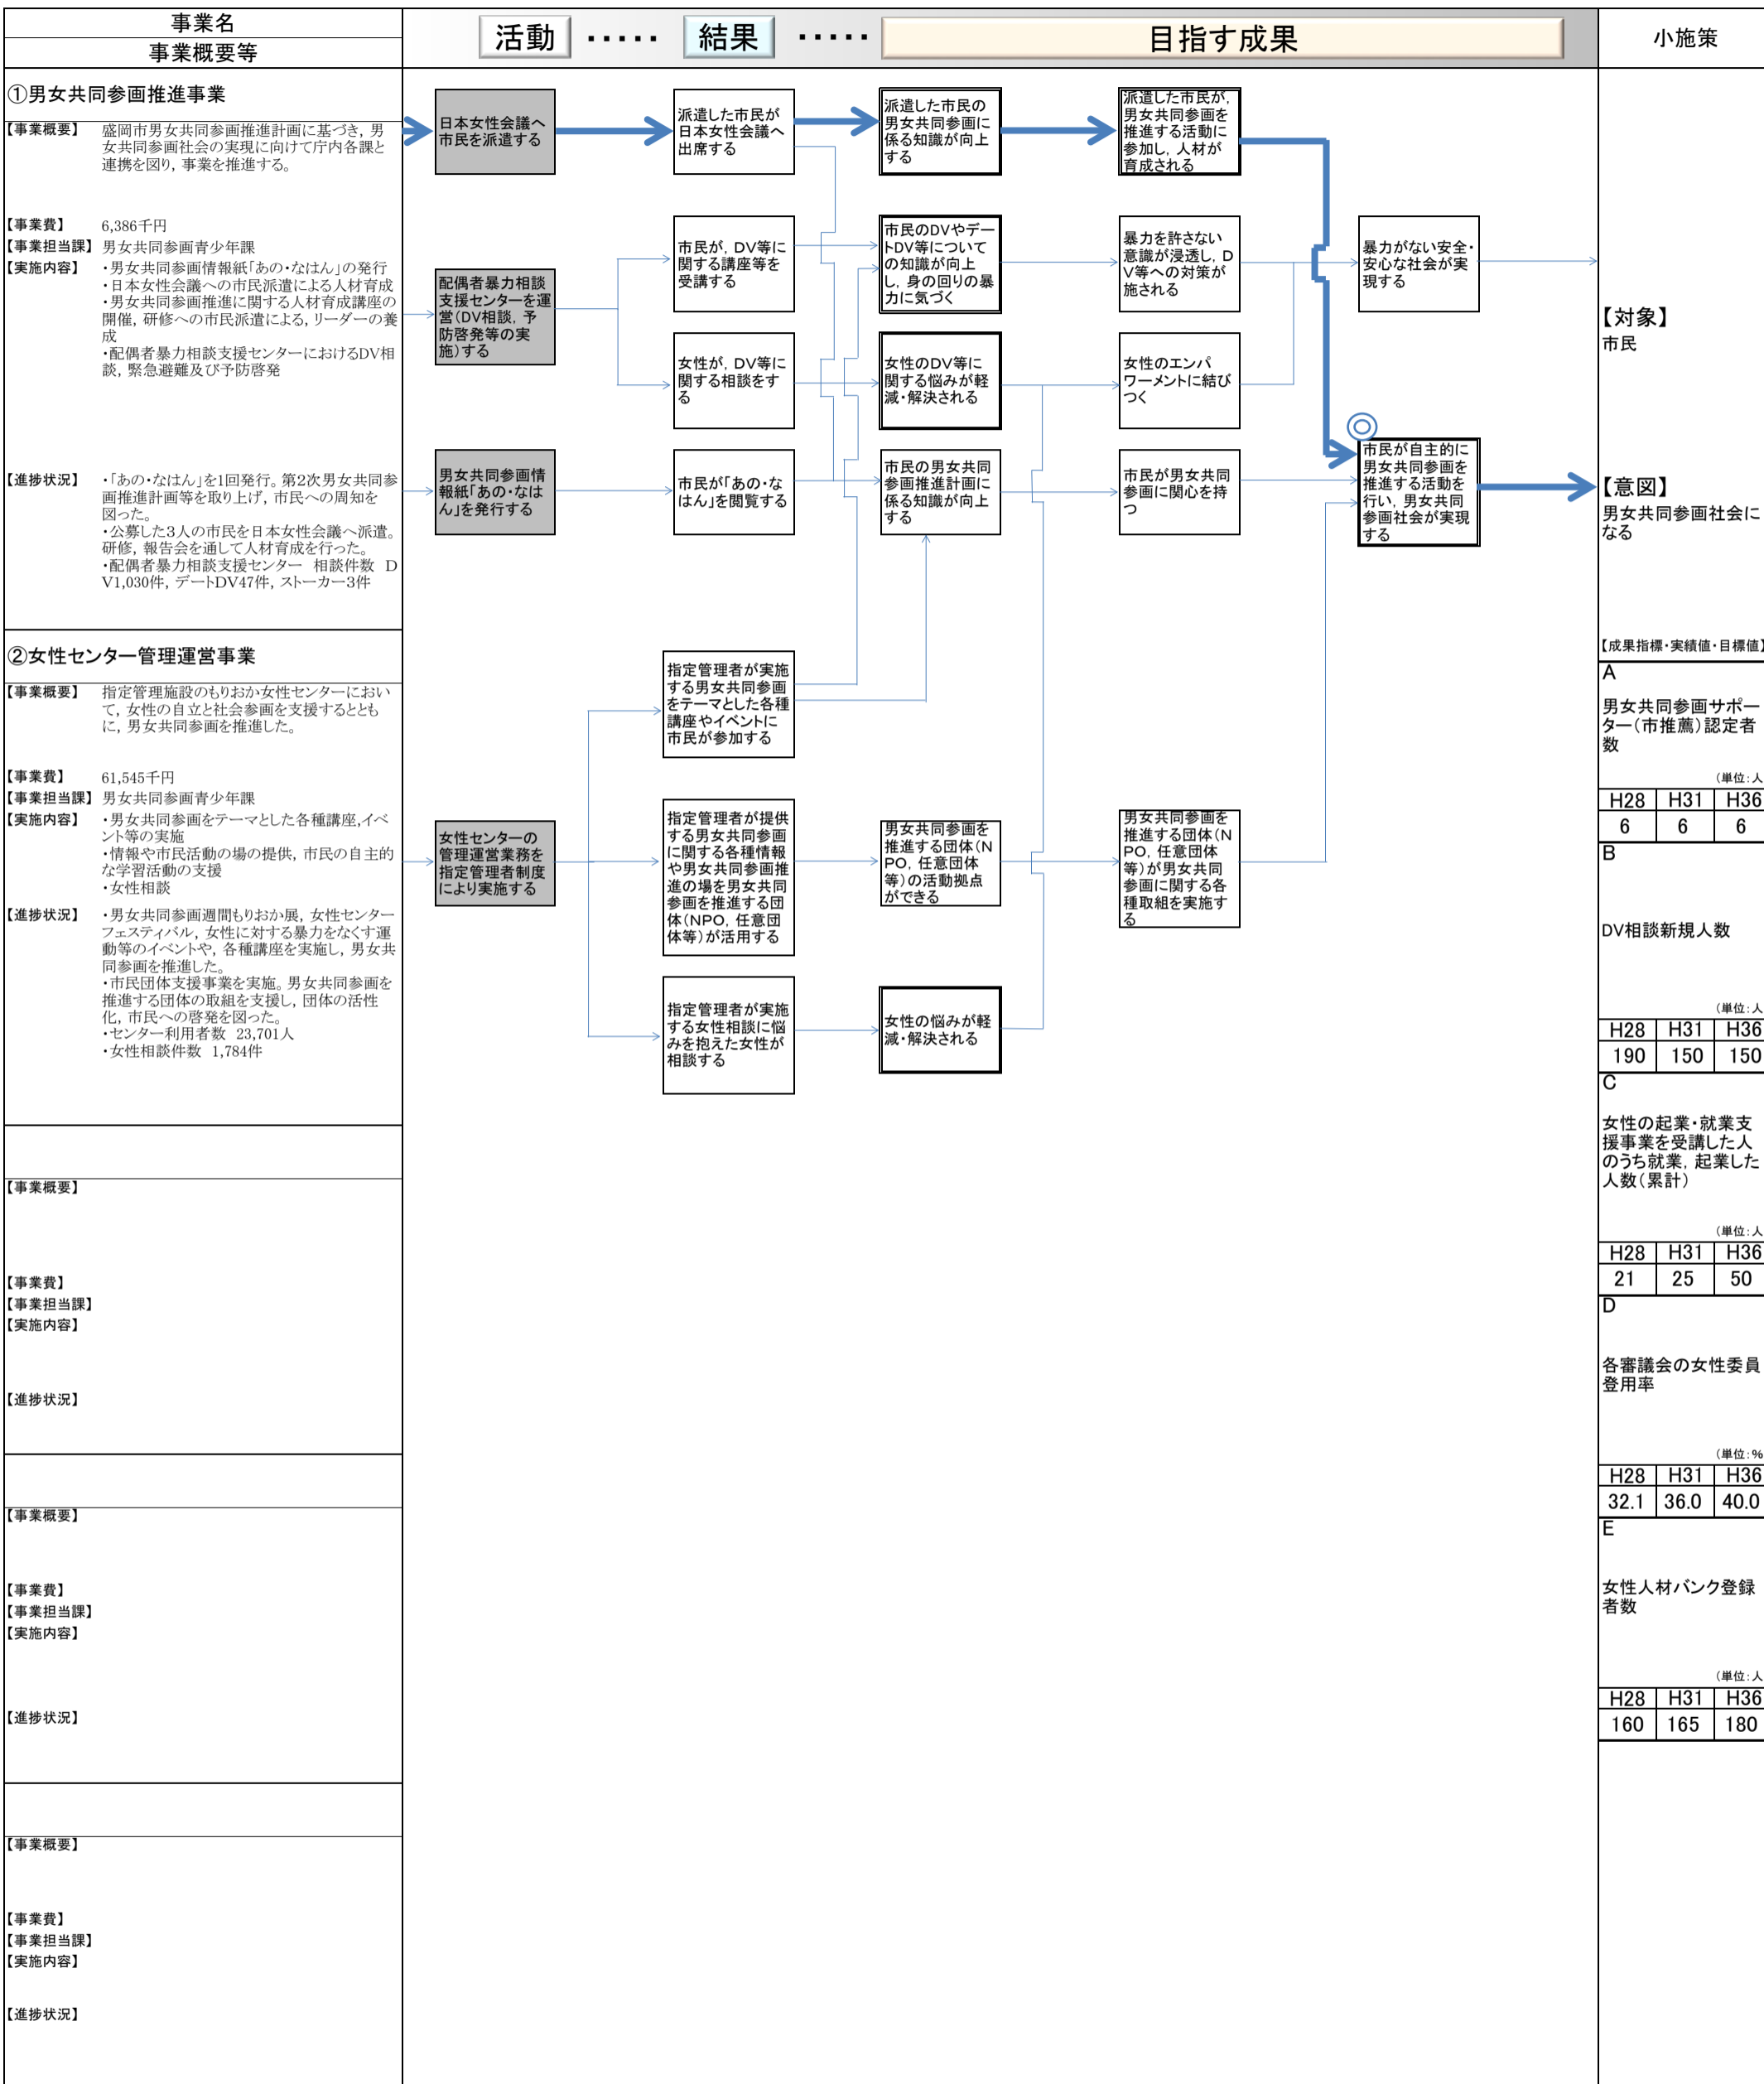 事業名
事業概要等
活動
・・・・・
結果
・・・・・
目指す成果
小施策
①男女共同参画推進事業
【事業概要】
盛岡市男女共同参画推進計画に基づき，男
女共同参画社会の実現に向けて庁内各課と
連携を図り，事業を推進する。
【事業費】
6,386千円
【事業担当課】
男女共同参画青少年課
【実施内容】
・男女共同参画情報紙「あの・なはん」の発行
・日本女性会議への市民派遣による人材育成
・男女共同参画推進に関する人材育成講座の
開催，研修への市民派遣による，リーダーの養
成
・配偶者暴力相談支援センターにおけるDV相
談，緊急避難及び予防啓発
【進捗状況】
・「あの・なはん」を1回発行。第2次男女共同参
画推進計画等を取り上げ，市民への周知を
図った。
・公募した3人の市民を日本女性会議へ派遣。
研修，報告会を通して人材育成を行った。
・配偶者暴力相談支援センター　相談件数　D
V1,030件，デートDV47件，ストーカー3件
日本女性会議へ
市民を派遣する
派遣した市民が
日本女性会議へ
出席する
派遣した市民の
男女共同参画に
係る知識が向上
する
派遣した市民が，
男女共同参画を
推進する活動に
参加し，人材が
育成される
配偶者暴力相談
支援センターを運
営（DV相談，予
防啓発等の実
施）する
市民が，DV等に
関する講座等を
受講する
市民のDVやデー
トDV等について
の知識が向上
し，身の回りの暴
力に気づく
暴力を許さない
意識が浸透し，D
V等への対策が
施される
暴力がない安全・
安心な社会が実
現する
女性が，DV等に
関する相談をす
る
女性のDV等に
関する悩みが軽
減・解決される
女性のエンパ
ワーメントに結び
つく
男女共同参画情
報紙「あの・なは
ん」を発行する
市民が「あの・な
はん」を閲覧する
市民の男女共同
参画推進計画に
係る知識が向上
する
市民が男女共同
参画に関心を持
つ
◎
市民が自主的に
男女共同参画を
推進する活動を
行い，男女共同
参画社会が実現
する
②女性センター管理運営事業
【事業概要】
指定管理施設のもりおか女性センターにおい
て，女性の自立と社会参画を支援するととも
に，男女共同参画を推進した。
【事業費】
61,545千円
【事業担当課】
男女共同参画青少年課
【実施内容】
・男女共同参画をテーマとした各種講座,イベ
ント等の実施
・情報や市民活動の場の提供，市民の自主的
な学習活動の支援
・女性相談
【進捗状況】
・男女共同参画週間もりおか展，女性センター
フェスティバル，女性に対する暴力をなくす運
動等のイベントや，各種講座を実施し，男女共
同参画を推進した。
・市民団体支援事業を実施。男女共同参画を
推進する団体の取組を支援し，団体の活性
化，市民への啓発を図った。
・センター利用者数　23,701人
・女性相談件数　1,784件
女性センターの
管理運営業務を
指定管理者制度
により実施する
指定管理者が実施
する男女共同参画
をテーマとした各種
講座やイベントに
市民が参加する
指定管理者が提供
する男女共同参画
に関する各種情報
や男女共同参画推
進の場を男女共同
参画を推進する団
体（NPO，任意団
体等）が活用する
男女共同参画を
推進する団体（N
PO，任意団体
等）の活動拠点
ができる
男女共同参画を
推進する団体（N
PO，任意団体
等）が男女共同
参画に関する各
種取組を実施す
る
指定管理者が実施
する女性相談に悩
みを抱えた女性が
相談する
女性の悩みが軽
減・解決される
【事業概要】
【事業費】
【事業担当課】
【実施内容】
【進捗状況】
【事業概要】
【事業費】
【事業担当課】
【実施内容】
【進捗状況】
【事業概要】
【事業費】
【事業担当課】
【実施内容】
【進捗状況】
【対象】
市民
【意図】
男女共同参画社会に
なる
【成果指標・実績値・目標値】
A
男女共同参画サポー
ター（市推薦）認定者
数
（単位：人
H28 H31 H36
6 6 6
B
DV相談新規人数
（単位：人
H28 H31 H36
190 150 150
C
女性の起業・就業支
援事業を受講した人
のうち就業，起業した
人数（累計）
（単位：人
H28 H31 H36
21 25 50
D
各審議会の女性委員
登用率
（単位：％
H28 H31 H36
32.1 36.0 40.0
E
女性人材バンク登録
者数
（単位：人
H28 H31 H36
160 165 180